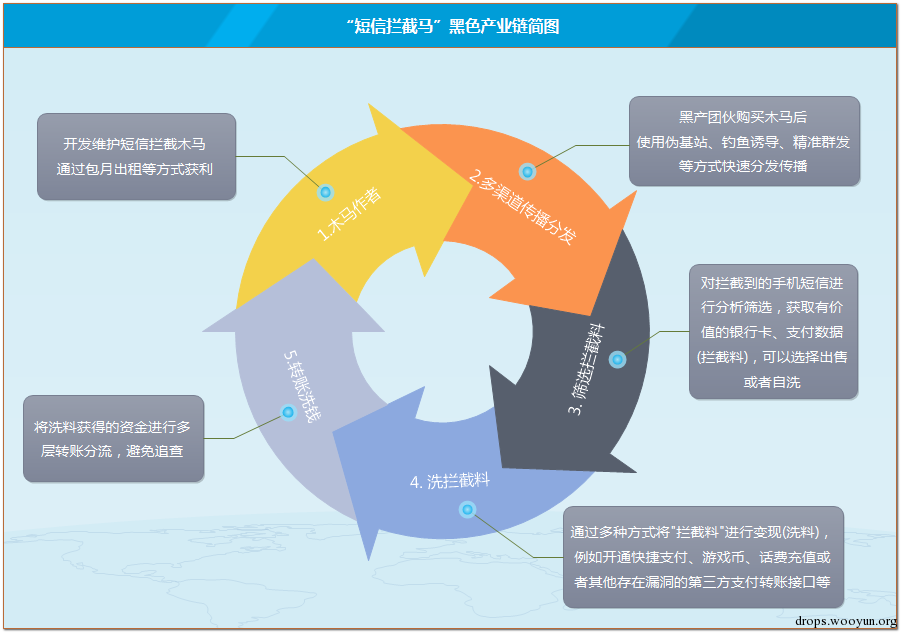 “短信拦截马”黑色产业链简图
开发维护短信拦截木马
通过包月出租等方式获利
1.木马作者
黑产团伙购买木马后
使用伪基站、钓鱼诱导、精准群发
等方式快速分发传播
2.多渠道传播分发
对拦截到的手机短信进
行分析筛选，获取有价
值的银行卡、支付数据
(拦截料)，可以选择出售
或者自洗
3. 筛选拦截料
通过多种方式将"拦截料"进行变现(洗料)，
例如开通快捷支付、游戏币、话费充值或
者其他存在漏洞的第三方支付转账接口等
4. 洗拦截料
将洗料获得的资金进行多
层转账分流，避免追查
5.转账洗钱
drops.wooyun.org